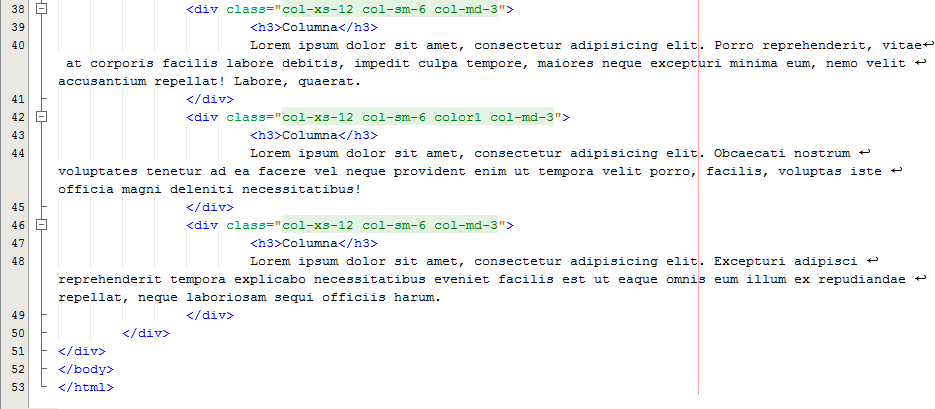 38 <div class="col-xs-12 col-sm-6 col-md-3">
39 <h3>Columna</h3>
40 Lorem ipsum dolor sit amet, consectetur adipisicing elit. Porro reprehenderit, vitae↩
at corporis facilis labore debitis, impedit culpa tempore, maiores neque excepturi minima eum, nemo velit ↩
accusantium repellat! Labore, quaerat.
41 </div>
42 <div class="col-xs-12 col-sm-6 color1 col-md-3">
43 <h3>Columna</h3>
44 Lorem ipsum dolor sit amet, consectetur adipisicing elit. Obcaecati nostrum ↩
voluptates tenetur ad ea facere vel neque provident enim ut tempora velit porro, facilis, voluptas iste ↩
officia magni deleniti necessitatibus!
45 </div>
46 <div class="col-xs-12 col-sm-6 col-md-3">
47 <h3>Columna</h3>
48 Lorem ipsum dolor sit amet, consectetur adipisicing elit. Excepturi adipisci ↩
reprehenderit tempora explicabo necessitatibus eveniet facilis est ut eaque omnis eum illum ex repudiandae ↩
repellat, neque laboriosam sequi officiis harum.
49 </div>
50 </div>
51 </div>
52 </body>
53 </html>